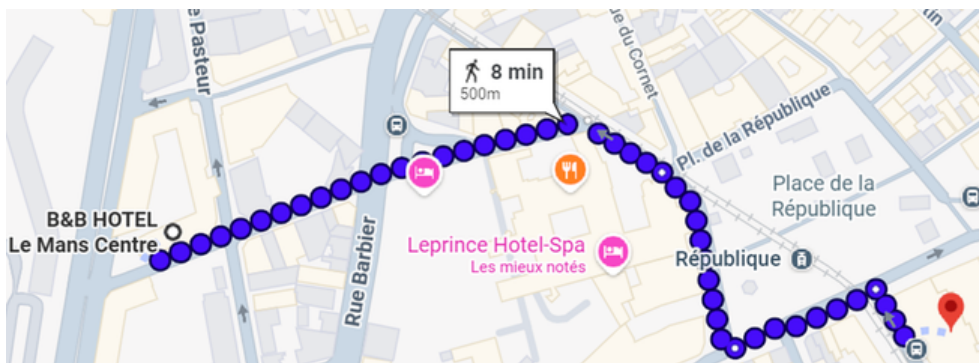 e Pasteur
8 min
500m
ue du Cornet
Pl. de la République
Place de la
République
B&B HOTEL
Le Mans Centre
Rue Barbier
Leprince Hotel-Spa
Les mieux notés
République